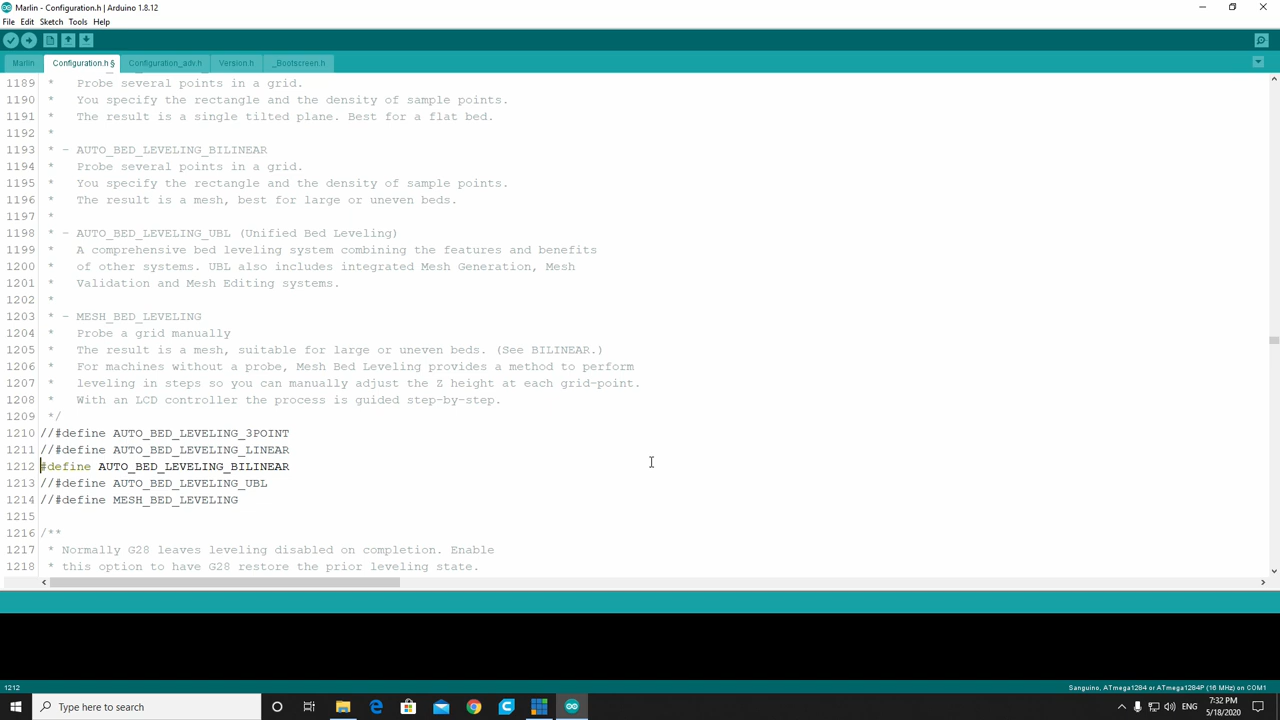 Marlin - Configuration.h | Arduino 1.8.12
File Edit Sketch Tools Help
Marlin Configuration.h § Configuration_adv.h Version.h _Bootscreen.h
1189 * Probe several points in a grid.
1190 * You specify the rectangle and the density of sample points.
1191 * The result is a single tilted plane. Best for a flat bed.
1192 *
1193 * - AUTO_BED_LEVELING_BILINEAR
1194 * Probe several points in a grid.
1195 * You specify the rectangle and the density of sample points.
1196 * The result is a mesh, best for large or uneven beds.
1197 *
1198 * - AUTO_BED_LEVELING_UBL (Unified Bed Leveling)
1199 * A comprehensive bed leveling system combining the features and benefits
1200 * of other systems. UBL also includes integrated Mesh Generation, Mesh
1201 * Validation and Mesh Editing systems.
1202 *
1203 * - MESH_BED_LEVELING
1204 * Probe a grid manually
1205 * The result is a mesh, suitable for large or uneven beds. (See BILINEAR.)
1206 * For machines without a probe, Mesh Bed Leveling provides a method to perform
1207 * leveling in steps so you can manually adjust the Z height at each grid-point.
1208 * With an LCD controller the process is guided step-by-step.
1209 */
1210 //#define AUTO_BED_LEVELING_3POINT
1211 //#define AUTO_BED_LEVELING_LINEAR
1212 #define AUTO_BED_LEVELING_BILINEAR
1213 //#define AUTO_BED_LEVELING_UBL
1214 //#define MESH_BED_LEVELING
1215
1216 /**
1217 * Normally G28 leaves leveling disabled on completion. Enable
1218 * this option to have G28 restore the prior leveling state.
1212 Sanguino, ATmega1284 or ATmega1284P (16 MHz) on COM1
Type here to search ENG 7:32 PM
5/18/2020